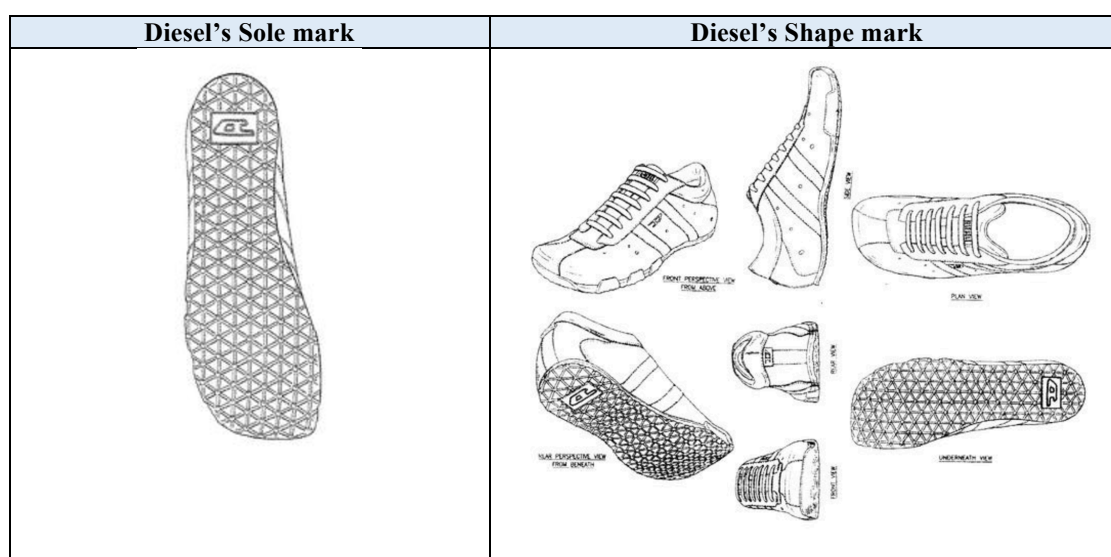 Diesel's Sole mark
Diesel's Shape mark
FRONT PERSPECTIVE VIEW
FROM ABOVE
SIDE VIEW
PLAN VIEW
REAR PERSPECTIVE VIEW
FROM BENEATH
REAR VIEW
FRONT VIEW
UNDERNEATH VIEW